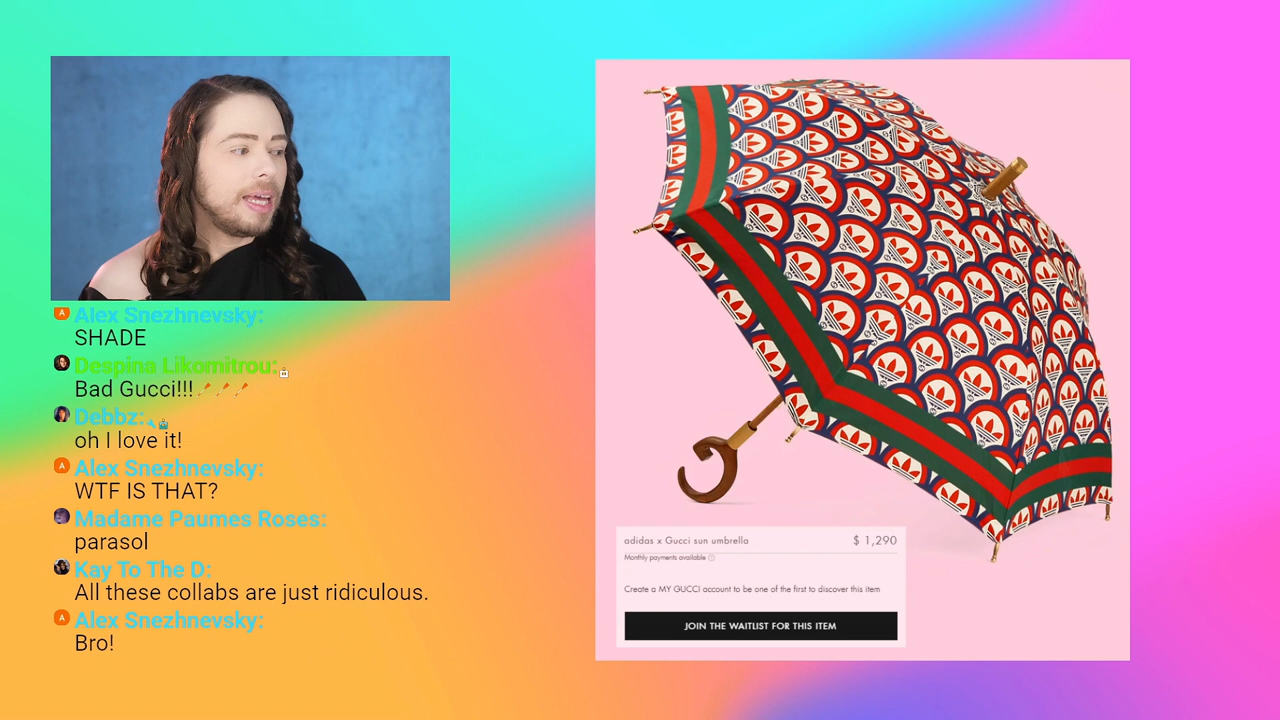 Alex Snezhnevsky:
SHADE
Despina Likomitrou:
Bad Gucci!!!
Debbz:
oh I love it!
A
Alex Snezhnevsky:
WTF IS THAT?
Madame Paumes Roses:
parasol
Kay To The D:
All these collabs are just ridiculous.
A
Alex Snezhnevsky:
Bro!
adidas x Gucci sun umbrella
$ 1,290
Monthly payments available
Create a MY GUCCI account to be one of the first to discover this item
JOIN THE WAITLIST FOR THIS ITEM